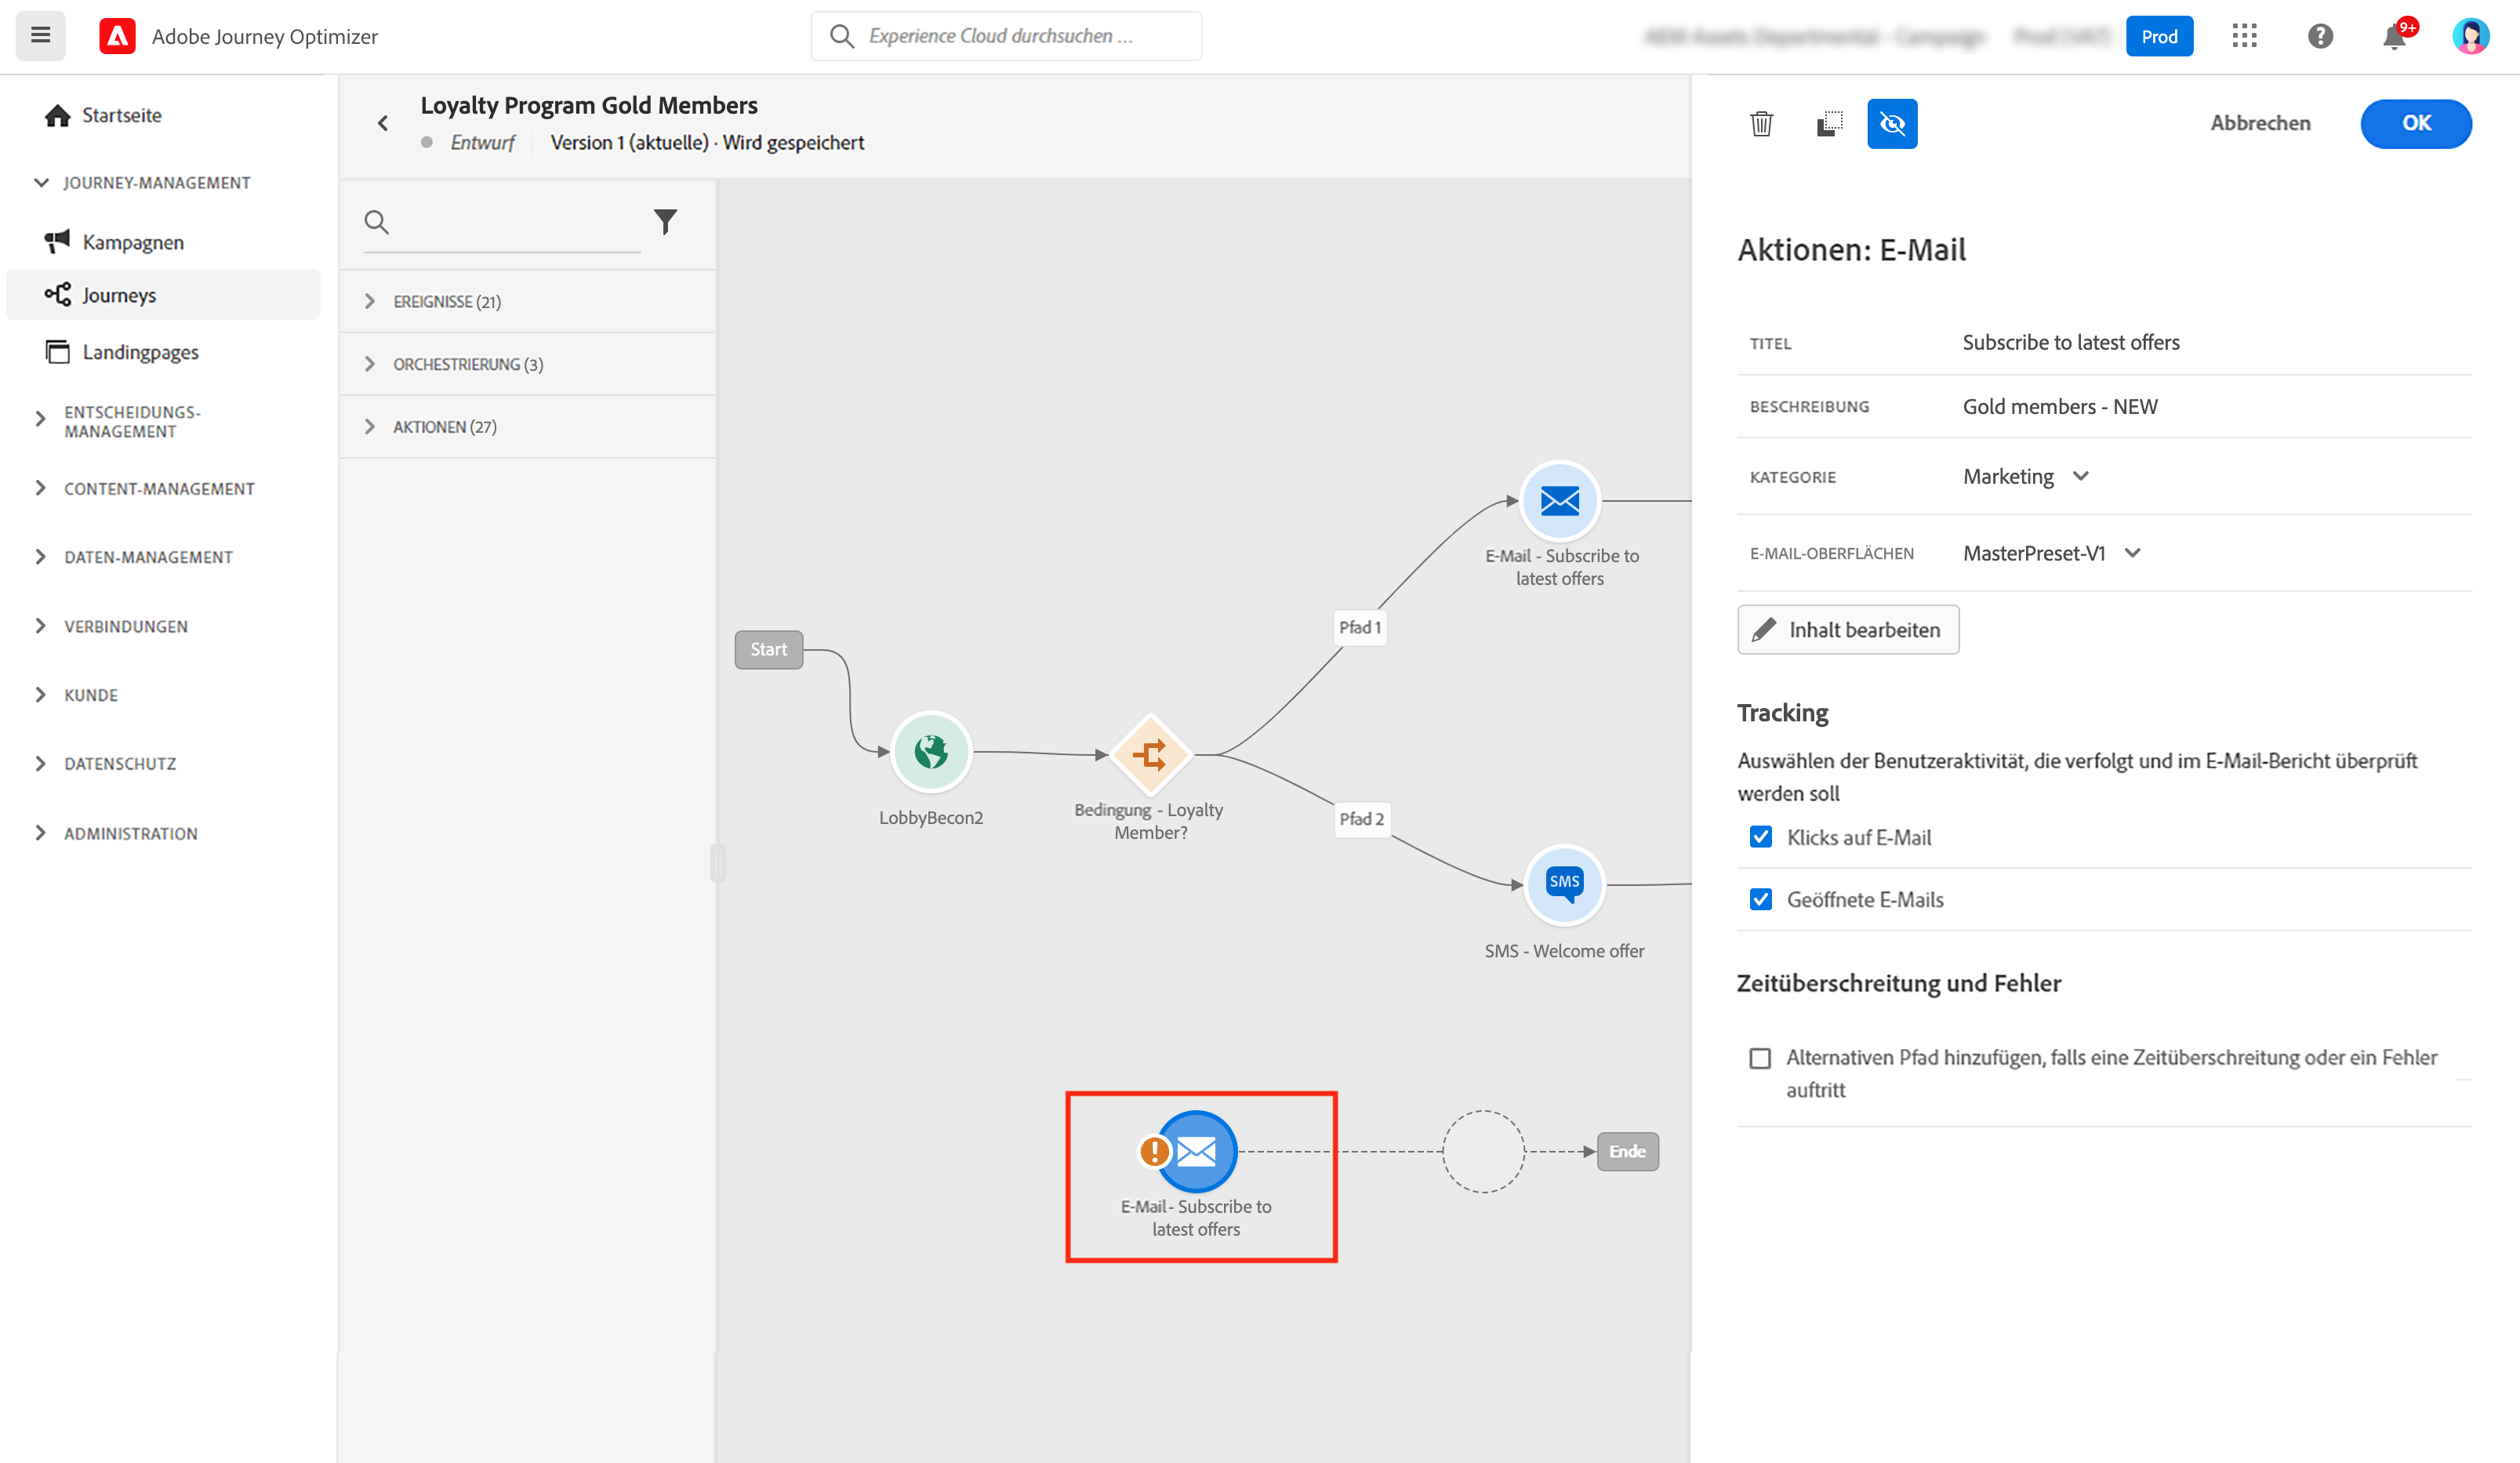 Adobe Journey Optimizer
Experience Cloud durchsuchen ...
Prod
9+
Startseite
JOURNEY-MANAGEMENT
Kampagnen
Journeys
Landingpages
ENTSCHEIDUNGS-
MANAGEMENT
CONTENT-MANAGEMENT
DATEN-MANAGEMENT
VERBINDUNGEN
KUNDE
DATENSCHUTZ
ADMINISTRATION
Loyalty Program Gold Members
Entwurf
Version 1 (aktuelle) · Wird gespeichert
EREIGNISSE (21)
ORCHESTRIERUNG (3)
AKTIONEN (27)
Start
LobbyBecon2
Bedingung - Loyalty
Member?
Pfad 1
Pfad 2
E-Mail - Subscribe to
latest offers
SMS
SMS - Welcome offer
E-Mail- Subscribe to
latest offers
Ende
Abbrechen
OK
Aktionen: E-Mail
TITEL
Subscribe to latest offers
BESCHREIBUNG
Gold members - NEW
KATEGORIE
Marketing
E-MAIL-OBERFLÄCHEN
MasterPreset-V1
Inhalt bearbeiten
Tracking
Auswählen der Benutzeraktivität, die verfolgt und im E-Mail-Bericht überprüft
werden soll
Klicks auf E-Mail
Geöffnete E-Mails
Zeitüberschreitung und Fehler
Alternativen Pfad hinzufügen, falls eine Zeitüberschreitung oder ein Fehler
auftritt